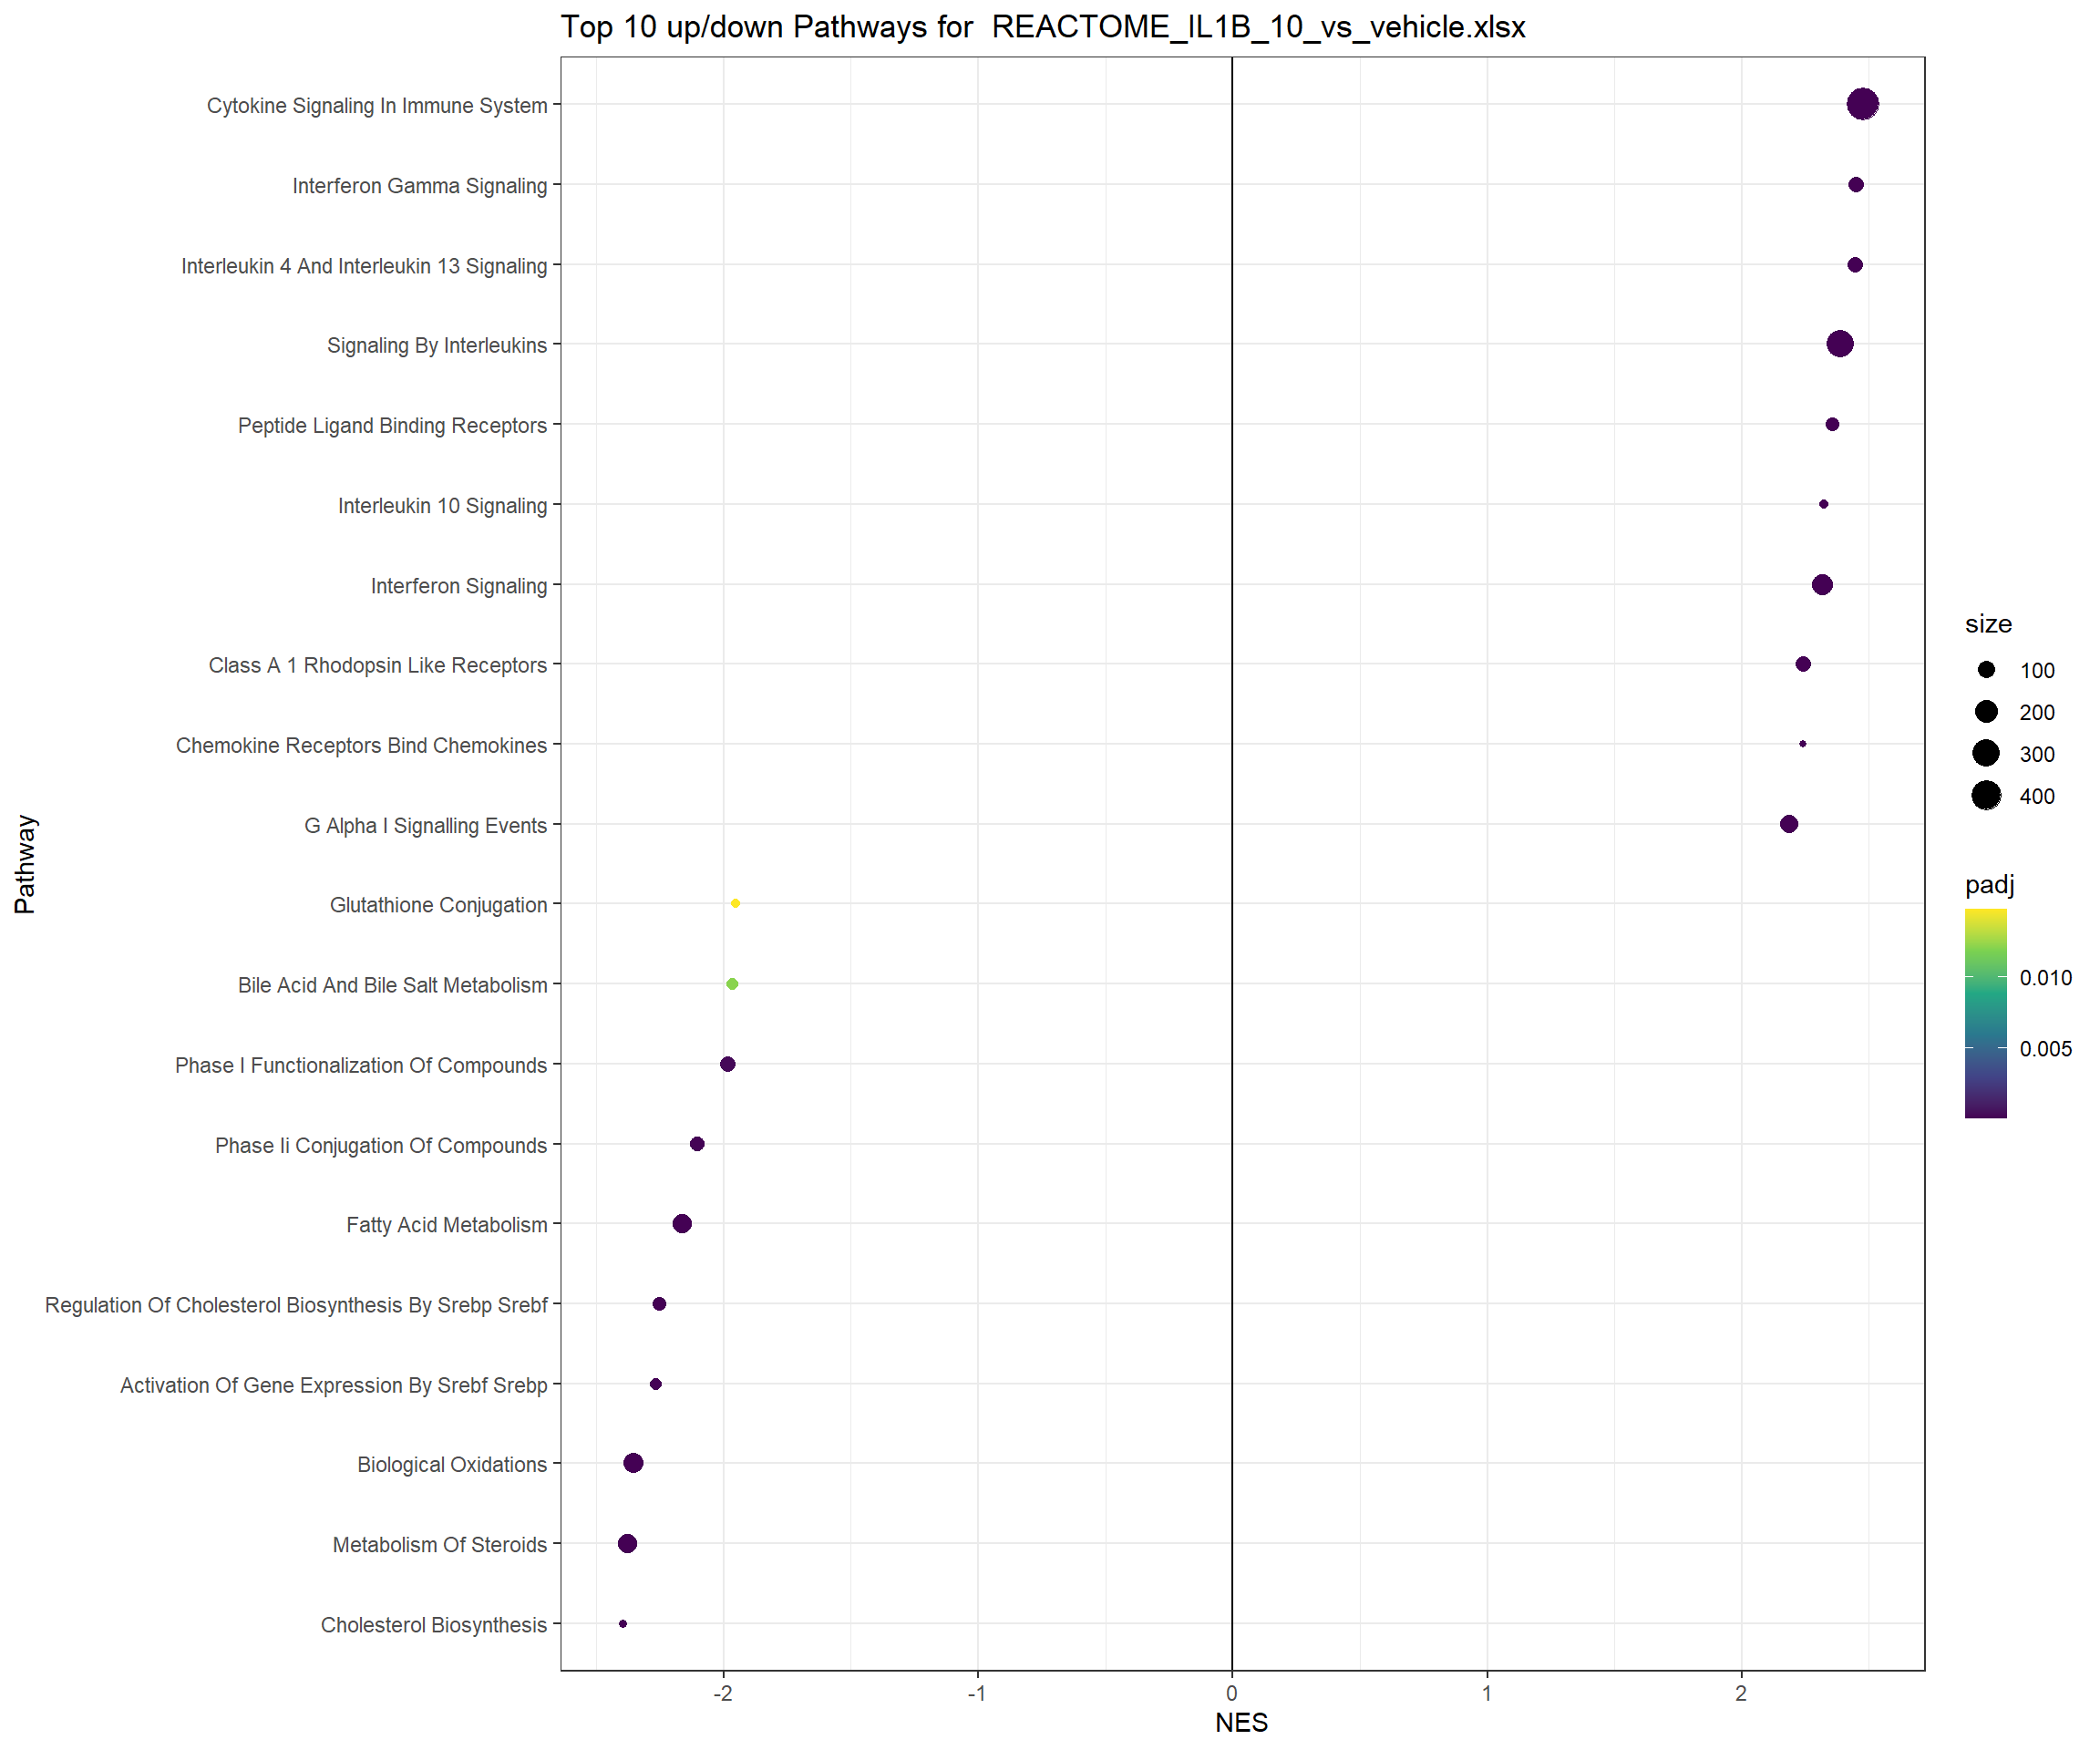 Top 10 up/down Pathways for  REACTOME_IL1B_10_vs_vehicle.xlsx
Pathway
Cytokine Signaling In Immune System
Interferon Gamma Signaling
Interleukin 4 And Interleukin 13 Signaling
Signaling By Interleukins
Peptide Ligand Binding Receptors
Interleukin 10 Signaling
Interferon Signaling
Class A 1 Rhodopsin Like Receptors
Chemokine Receptors Bind Chemokines
G Alpha I Signalling Events
Glutathione Conjugation
Bile Acid And Bile Salt Metabolism
Phase I Functionalization Of Compounds
Phase Ii Conjugation Of Compounds
Fatty Acid Metabolism
Regulation Of Cholesterol Biosynthesis By Srebp Srebf
Activation Of Gene Expression By Srebf Srebp
Biological Oxidations
Metabolism Of Steroids
Cholesterol Biosynthesis
-2 -1 0 1 2
NES
size
100
200
300
400
padj
0.010
0.005